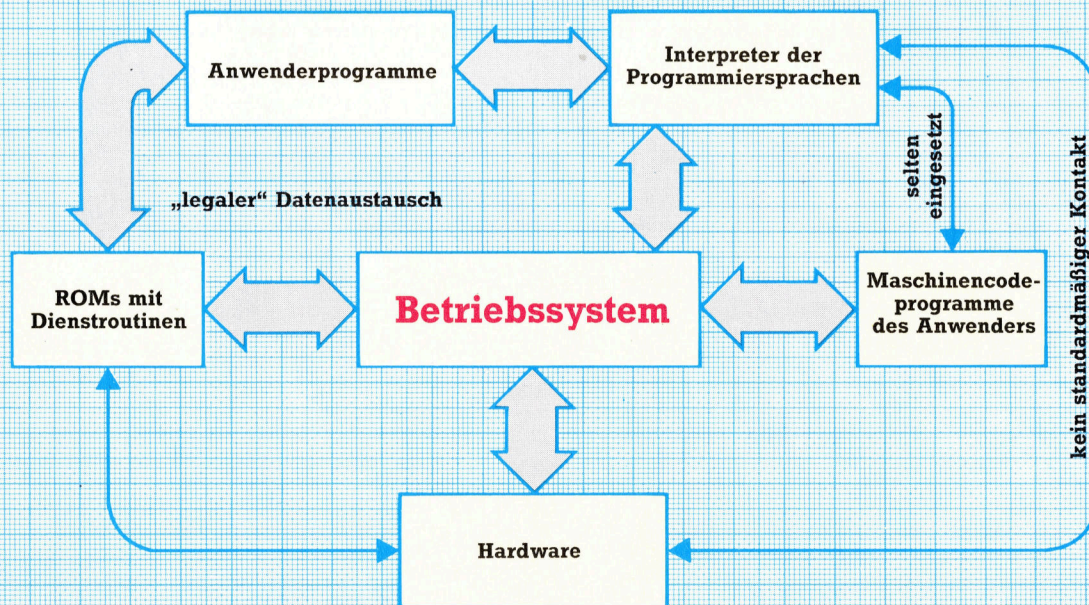 Anwenderprogramme
Interpreter der
Programmiersprachen
selten
eingesetzt
kein standardmäßiger Kontakt
„legaler“ Datenaustausch
ROMs mit
Dienstroutinen
Betriebssystem
Maschinencode-
programme
des Anwenders
Hardware